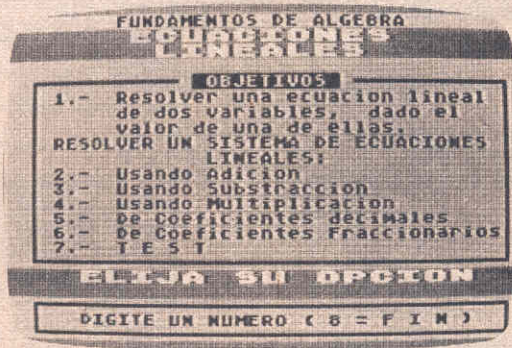 FUNDAMENTOS DE ALGEBRA
ECUACIONES
LINEALES
OBJETIVOS
1.- Resolver una ecuacion lineal
de dos variables, dado el
valor de una de ellas.
RESOLVER UN SISTEMA DE ECUACIONES
LINEALES:
2.- Usando Adicion
3.- Usando Substraccion
4.- Usando Multiplicacion
5.- De Coeficientes decimales
6.- De Coeficientes Fraccionarios
7.- T E S T
ELIJA SU OPCION
DIGITE UN NUMERO ( 8 = F I N )